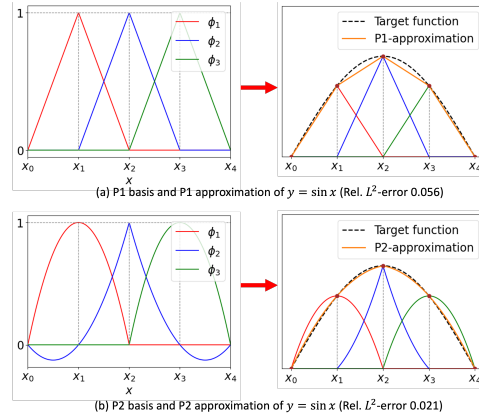 1
0
ϕ₁
ϕ₂
ϕ₃
x₀ x₁ x₂ x₃ x₄
x
Target function
P1-approximation
x₀ x₁ x₂ x₃ x₄
(a) P1 basis and P1 approximation of y = sin x (Rel. L²-error 0.056)
1
0
ϕ₁
ϕ₂
ϕ₃
x₀ x₁ x₂ x₃ x₄
x
Target function
P2-approximation
x₀ x₁ x₂ x₃ x₄
(b) P2 basis and P2 approximation of y = sin x (Rel. L²-error 0.021)